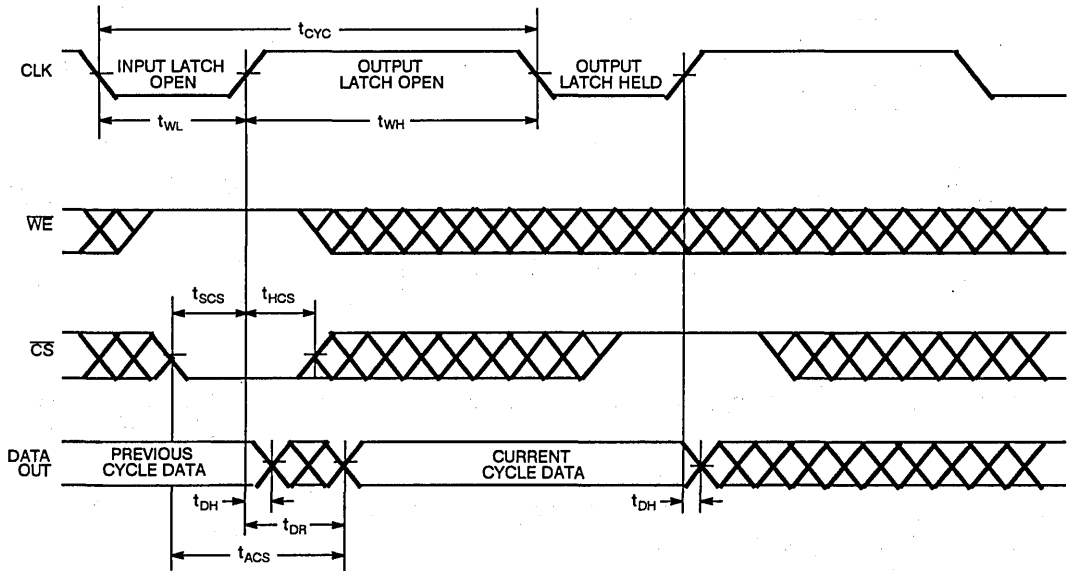 tCYC
CLK
INPUT LATCH
OPEN
OUTPUT
LATCH OPEN
OUTPUT
LATCH HELD
tWL
tWH
WE
tSCS
tHCS
CS
DATA
OUT
PREVIOUS
CYCLE DATA
CURRENT
CYCLE DATA
tDH
tDR
tDH
tACS